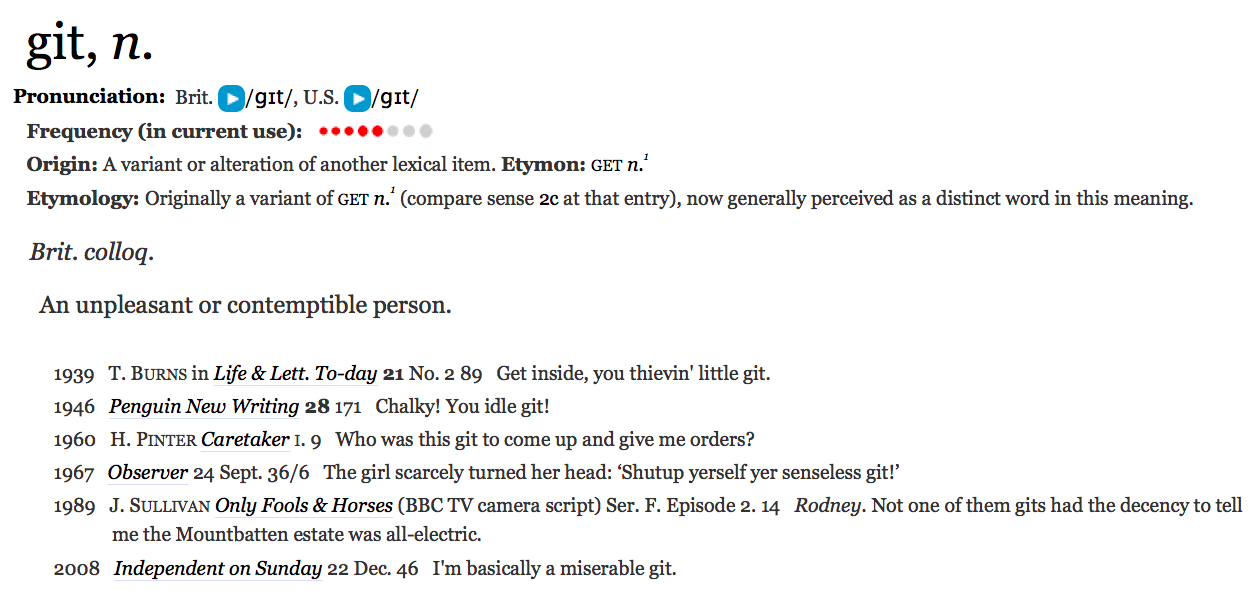 git, n.
Pronunciation: Brit. /ɡɪt/, U.S. /ɡɪt/
Frequency (in current use):
Origin: A variant or alteration of another lexical item. Etymon: GET n.¹
Etymology: Originally a variant of GET n.¹ (compare sense 2c at that entry), now generally perceived as a distinct word in this meaning.
Brit. colloq.
An unpleasant or contemptible person.
1939 T. BURNS in Life & Lett. To-day 21 No. 2 89 Get inside, you thievin' little git.
1946 Penguin New Writing 28 171 Chalky! You idle git!
1960 H. PINTER Caretaker I. 9 Who was this git to come up and give me orders?
1967 Observer 24 Sept. 36/6 The girl scarcely turned her head: ‘Shutup yerself yer senseless git!’
1989 J. SULLIVAN Only Fools & Horses (BBC TV camera script) Ser. F. Episode 2. 14 Rodney. Not one of them gits had the decency to tell
me the Mountbatten estate was all-electric.
2008 Independent on Sunday 22 Dec. 46 I'm basically a miserable git.